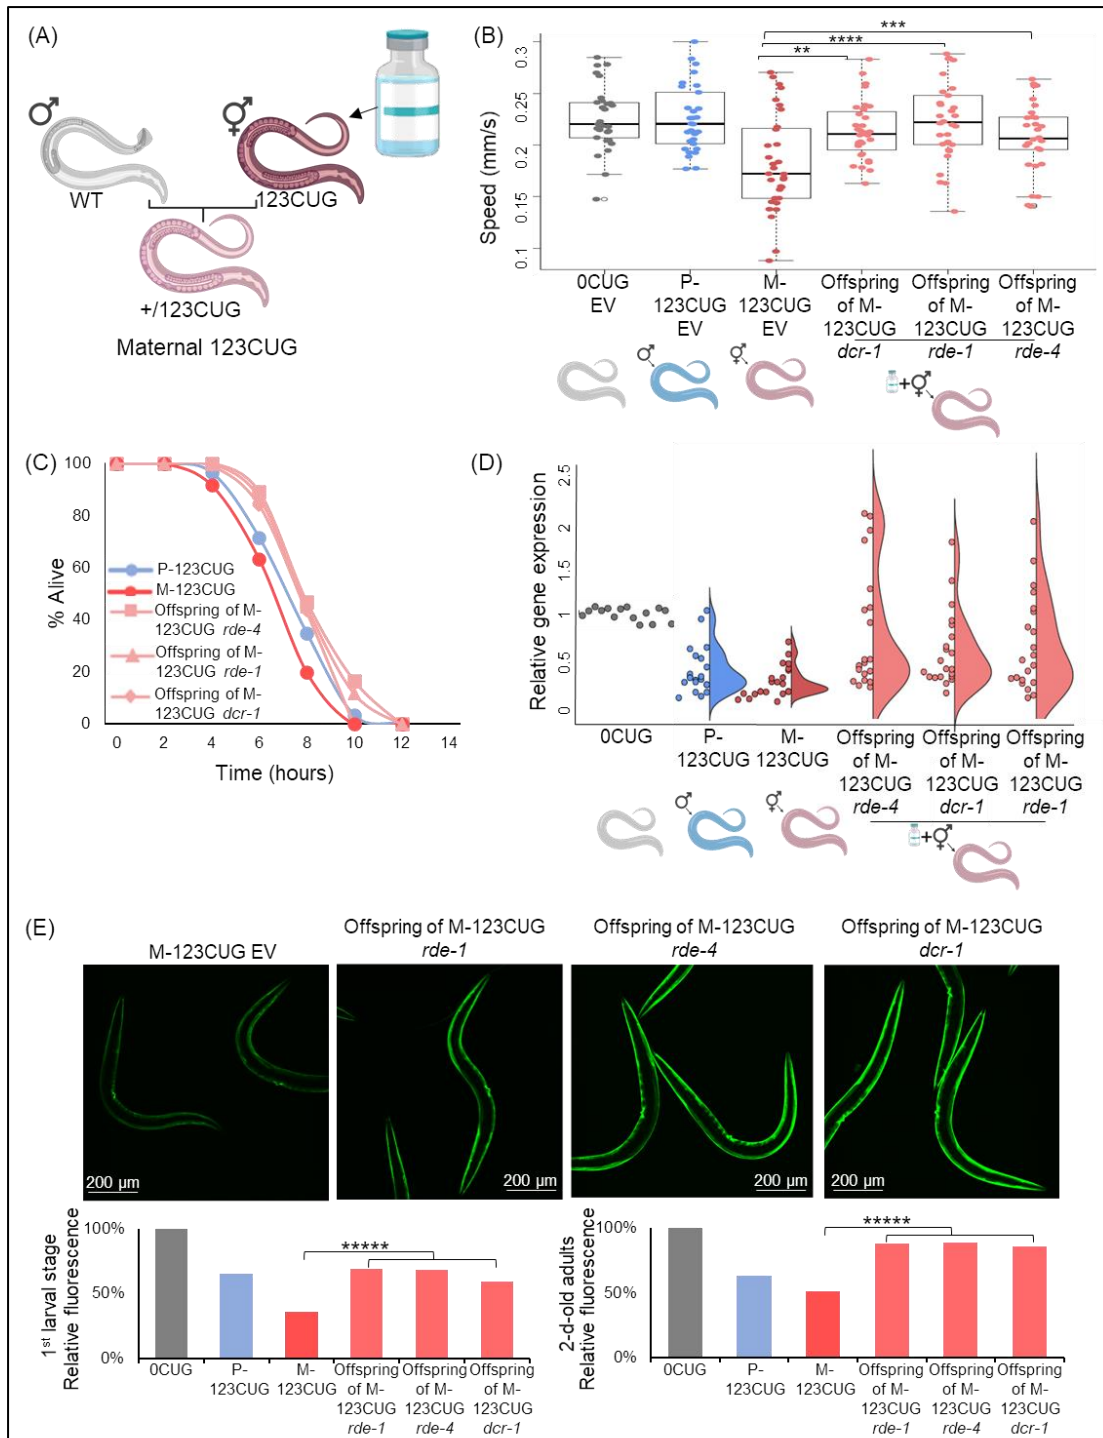 (A)
WT
123CUG
+/123CUG
Maternal 123CUG
(B)
***
****
**
Speed (mm/s)
0.3
0.25
0.2
0.15
0.1
0CUG
EV
P-
123CUG
EV
M-
123CUG
EV
Offspring
of M-
123CUG
dcr-1
Offspring
of M-
123CUG
rde-1
Offspring
of M-
123CUG
rde-4
+
(C)
% Alive
100
80
60
40
20
0
P-123CUG
M-123CUG
Offspring of M-
123CUG rde-4
Offspring of M-
123CUG rde-1
Offspring of M-
123CUG dcr-1
0 2 4 6 8 10 12 14
Time (hours)
(D)
Relative gene expression
2.5
2
1.5
1
0.5
0
0CUG
P-
123CUG
M-
123CUG
Offspring
of M-
123CUG
rde-4
Offspring
of M-
123CUG
dcr-1
Offspring
of M-
123CUG
rde-1
+
(E)
M-123CUG EV
Offspring of M-123CUG
rde-1
Offspring of M-123CUG
rde-4
Offspring of M-123CUG
dcr-1
200 µm
200 µm
200 µm
200 µm
1st larval stage
Relative fluorescence
100%
50%
0%
*****
0CUG
P-
123CUG
M-
123CUG
Offspring
of M-
123CUG
rde-1
Offspring
of M-
123CUG
rde-4
Offspring
of M-
123CUG
dcr-1
2-d-old adults
Relative fluorescence
100%
50%
0%
*****
0CUG
P-
123CUG
M-
123CUG
Offspring
of M-
123CUG
rde-1
Offspring
of M-
123CUG
rde-4
Offspring
of M-
123CUG
dcr-1